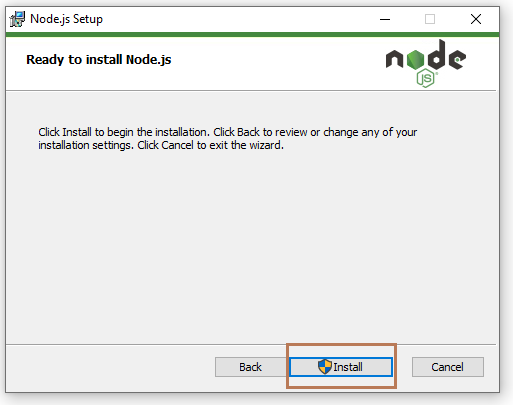 Node.js Setup
Ready to install Node.js
node
JS
Click Install to begin the installation. Click Back to review or change any of your
installation settings. Click Cancel to exit the wizard.
Back
Install
Cancel